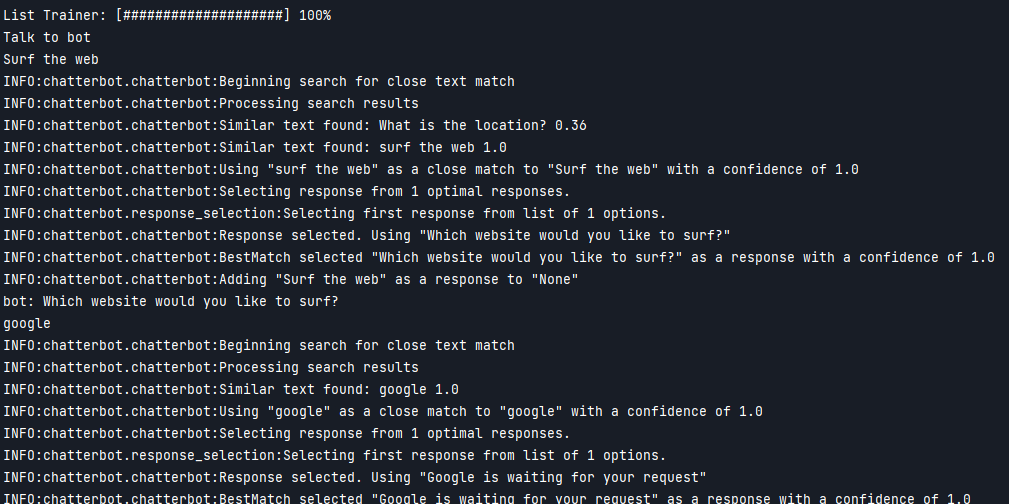 List Trainer: [####################] 100%
Talk to bot
Surf the web
INFO:chatterbot.chatterbot:Beginning search for close text match
INFO:chatterbot.chatterbot:Processing search results
INFO:chatterbot.chatterbot:Similar text found: What is the location? 0.36
INFO:chatterbot.chatterbot:Similar text found: surf the web 1.0
INFO:chatterbot.chatterbot:Using "surf the web" as a close match to "Surf the web" with a confidence of 1.0
INFO:chatterbot.chatterbot:Selecting response from 1 optimal responses.
INFO:chatterbot.response_selection:Selecting first response from list of 1 options.
INFO:chatterbot.chatterbot:Response selected. Using "Which website would you like to surf?"
INFO:chatterbot.chatterbot:BestMatch selected "Which website would you like to surf?" as a response with a confidence of 1.0
INFO:chatterbot.chatterbot:Adding "Surf the web" as a response to "None"
bot: Which website would you like to surf?
google
INFO:chatterbot.chatterbot:Beginning search for close text match
INFO:chatterbot.chatterbot:Processing search results
INFO:chatterbot.chatterbot:Similar text found: google 1.0
INFO:chatterbot.chatterbot:Using "google" as a close match to "google" with a confidence of 1.0
INFO:chatterbot.chatterbot:Selecting response from 1 optimal responses.
INFO:chatterbot.response_selection:Selecting first response from list of 1 options.
INFO:chatterbot.chatterbot:Response selected. Using "Google is waiting for your request"
INFO:chatterbot.chatterbot:BestMatch selected "Google is waiting for your request" as a response with a confidence of 1.0